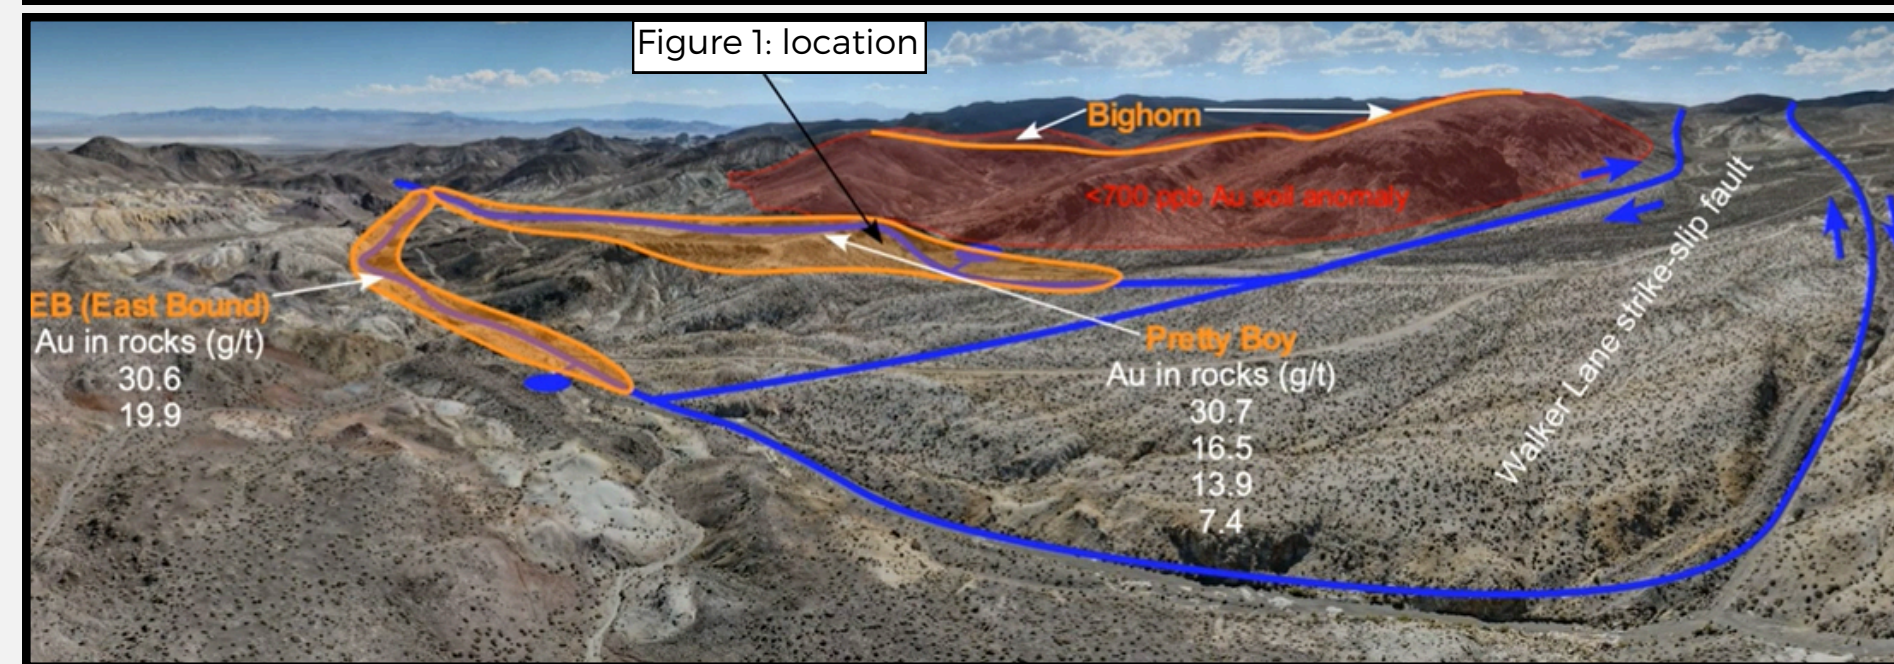 Figure 1: location
Bighorn
<700 ppb Au soil anomaly
Walker Lane strike-slip fault
EB (East Bound)
Au in rocks (g/t)
30.6
19.9
Pretty Boy
Au in rocks (g/t)
30.7
16.5
13.9
7.4